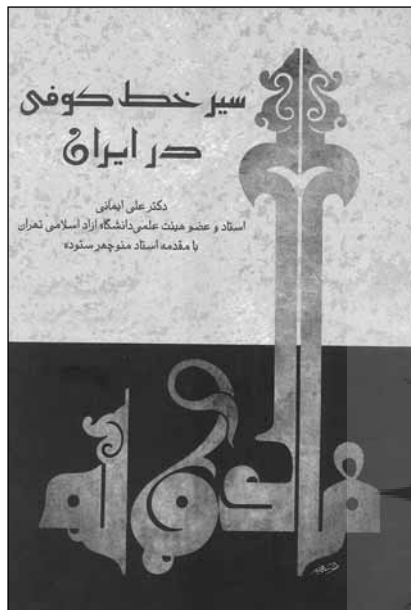 سیر خط کوفی
در ایران
دکتر علی ایمانی
استاد و عضو هیئت علمی دانشگاه آزاد اسلامی تهران
با مقدمه استاد منوچهر ستوده